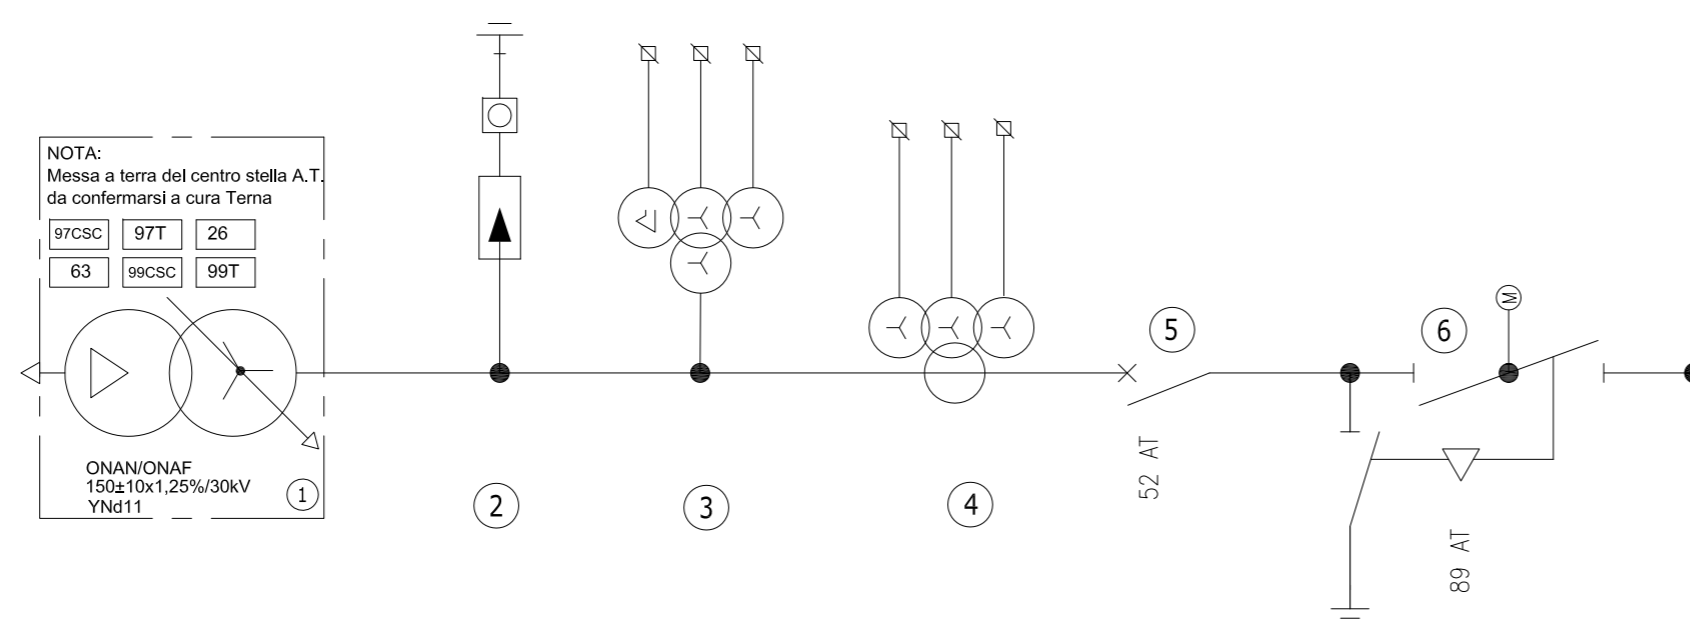 NOTA:
Messa a terra del centro stella A.T.
da confermarsi a cura Terna
97CSC 97T 26
63 99CSC 99T
ONAN/ONAF
150±10x1,25%/30kV
YNd11
1
2
3
4
5
52 AT
6
M
89 AT